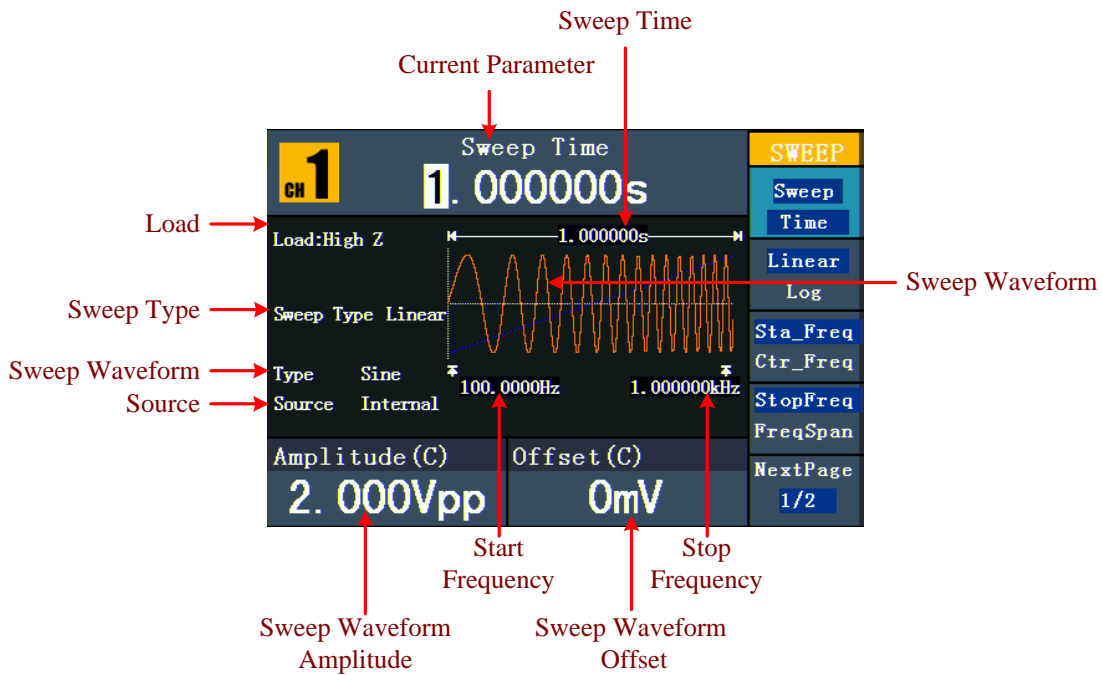 Sweep Time
Current Parameter
CH 1
Sweep Time
1.000000s
SWEEP
Sweep
Time
Load
Load:High Z
1.000000s
Linear
Log
Sweep Waveform
Sweep Type
Sweep Type Linear
Sta_Freq
Ctr_Freq
Sweep Waveform
Type Sine
100.0000Hz
1.000000kHz
Source
Source Internal
StopFreq
FreqSpan
Amplitude(C)
Offset(C)
NextPage
1/2
2.000Vpp
0mV
Start
Frequency
Stop
Frequency
Sweep Waveform
Amplitude
Sweep Waveform
Offset